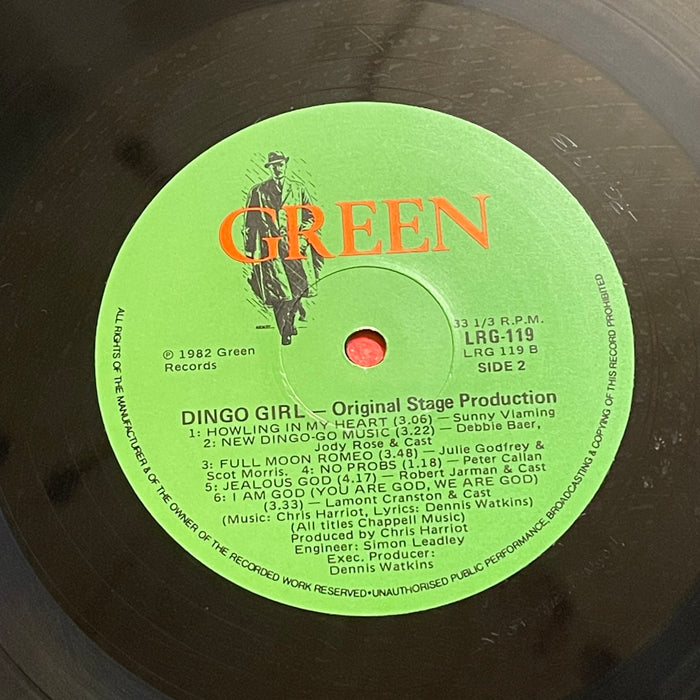 GREEN
33 1/3 R.P.M.
LRG-119
LRG 119 B
SIDE 2
℗ 1982 Green
Records
DINGO GIRL — Original Stage Production
1: HOWLING IN MY HEART (3.06) — Sunny Vlaming
2: NEW DINGO-GO MUSIC (3.22) — Debbie Baer,
Jody Rose & Cast
3: FULL MOON ROMEO (3.48) — Julie Godfrey &
Scot Morris. 4: NO PROBS (1.18) — Peter Callan
5: JEALOUS GOD (4.17) — Robert Jarman & Cast
6: I AM GOD (YOU ARE GOD, WE ARE GOD)
(3.33) — Lamont Cranston & Cast
(Music: Chris Harriot, Lyrics: Dennis Watkins)
(All titles Chappell Music)
Produced by Chris Harriot
Engineer: Simon Leadley
Exec. Producer:
Dennis Watkins
ALL RIGHTS OF THE MANUFACTURER & OF THE OWNER OF THE RECORDED WORK RESERVED•UNAUTHORISED PUBLIC PERFORMANCE BROADCASTING & COPYING OF THIS RECORD PROHIBITED